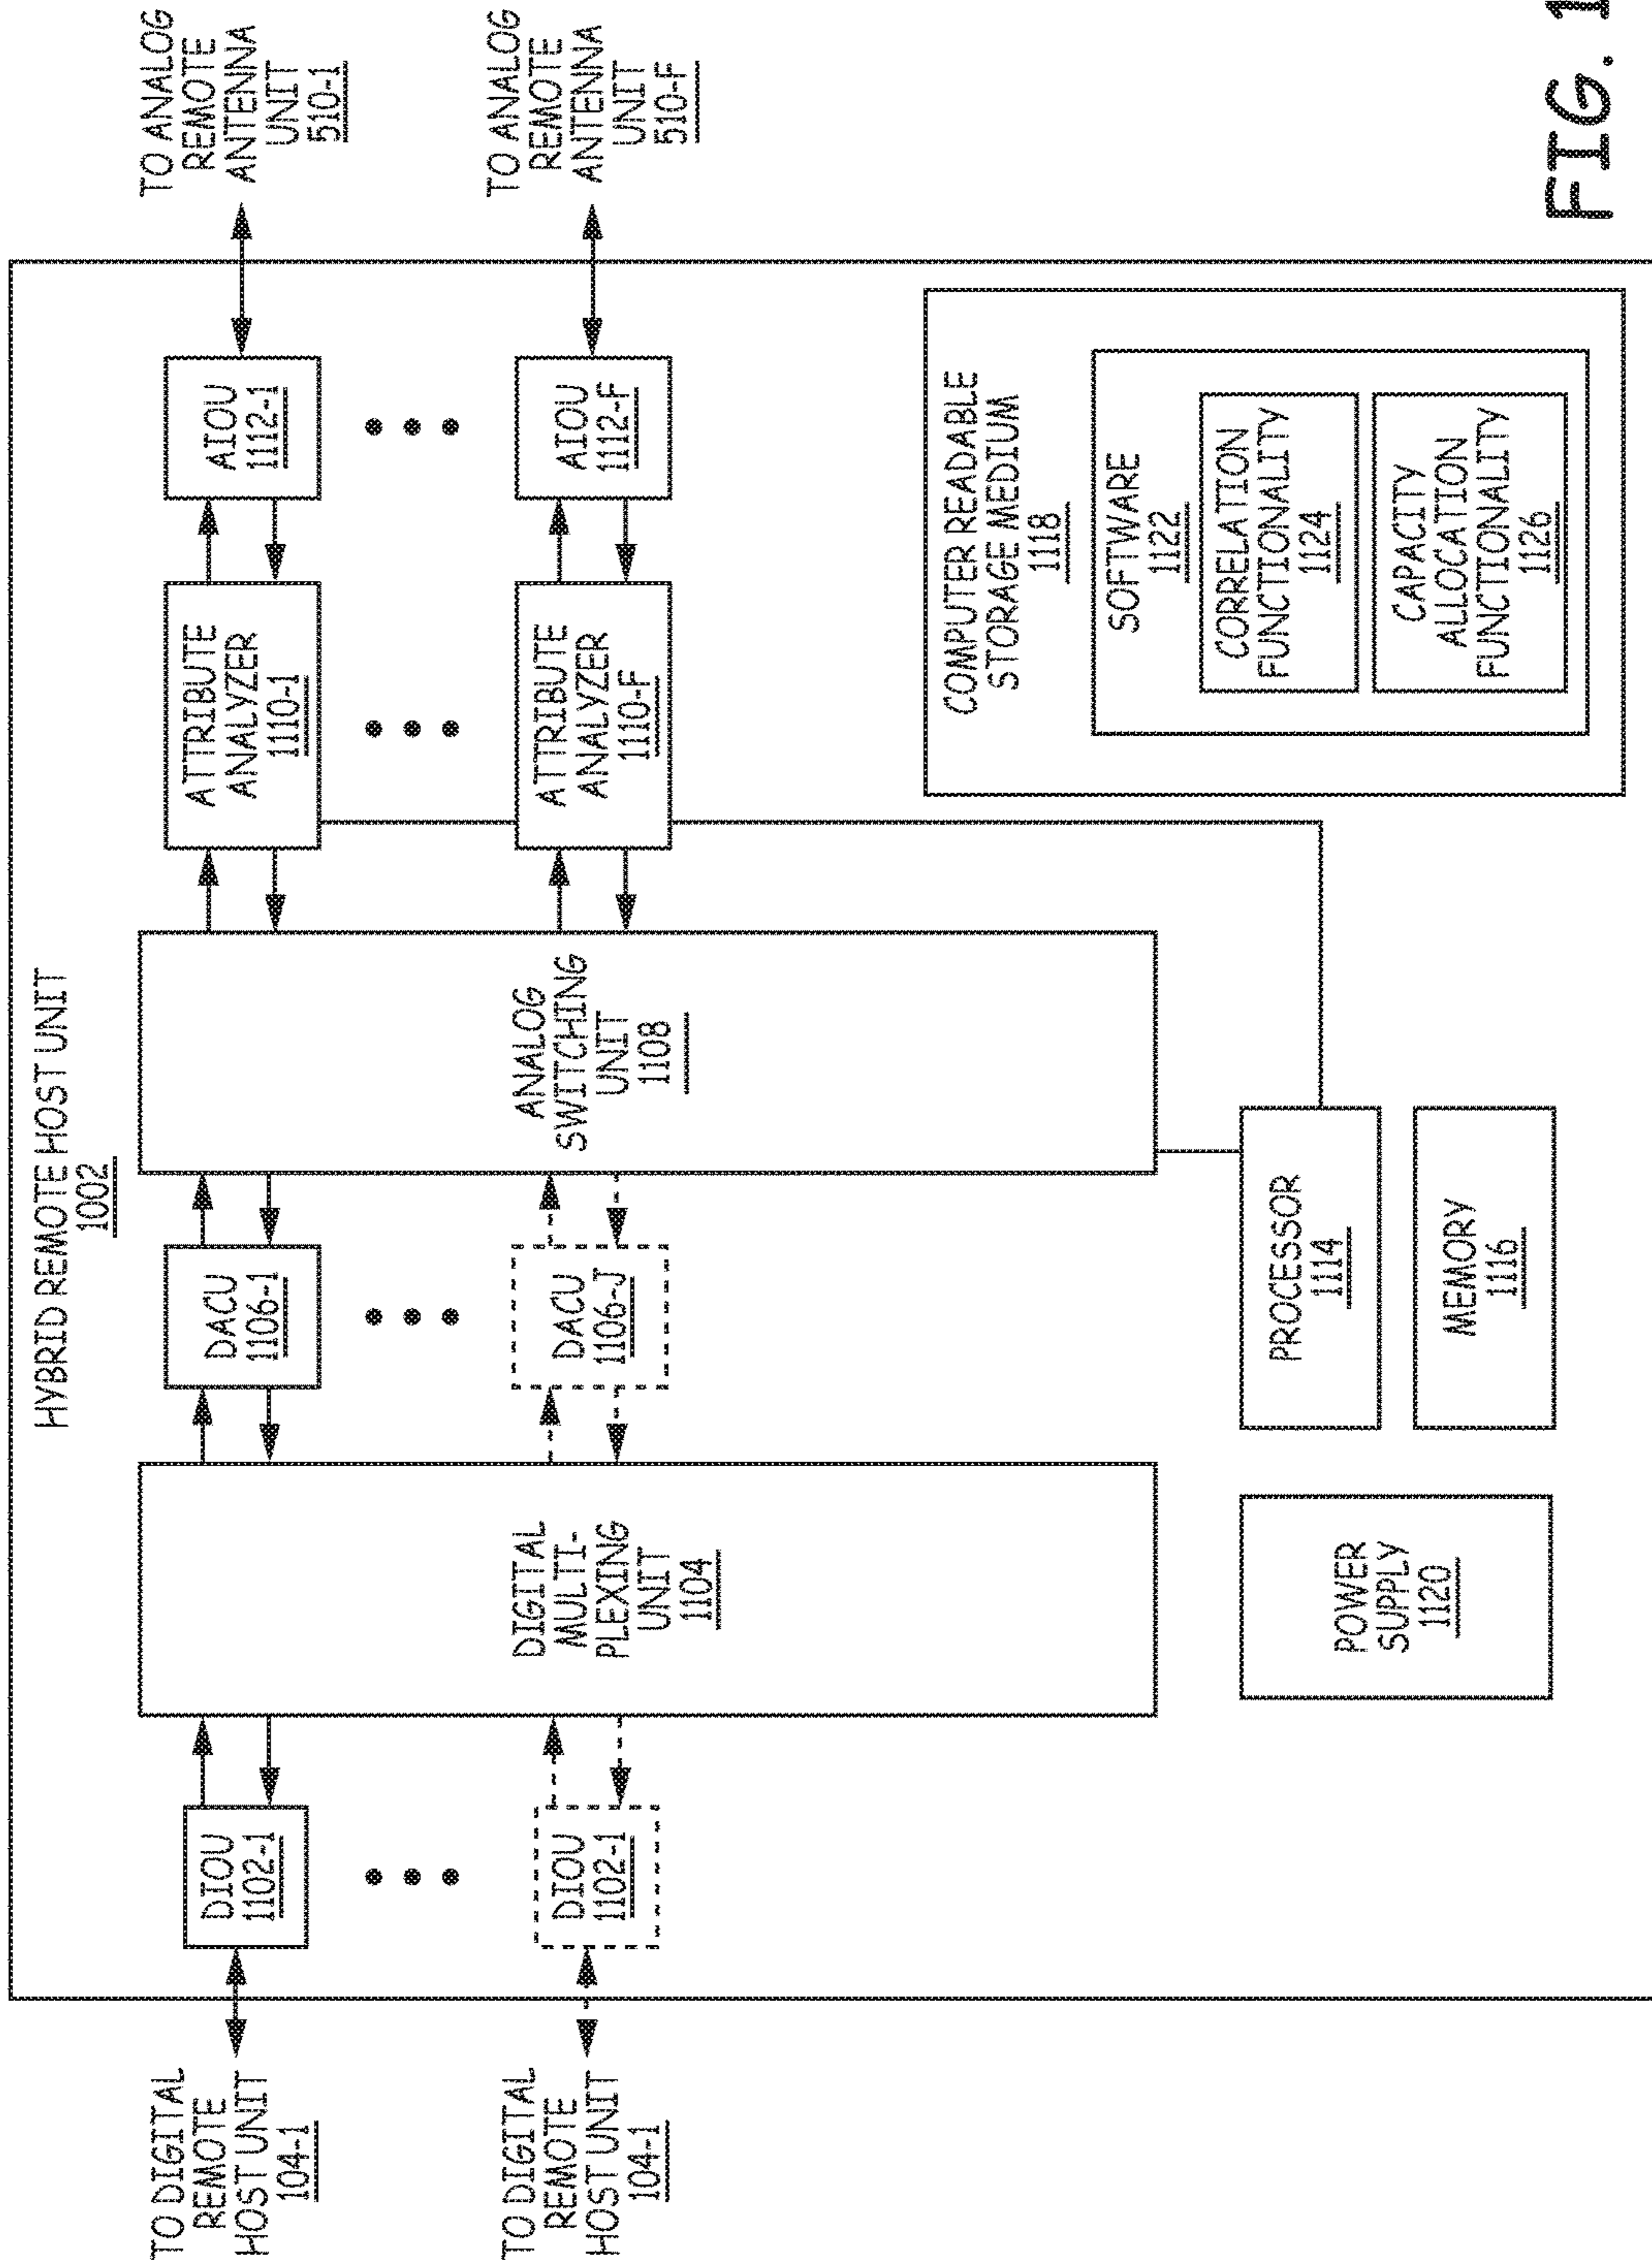 HYBRID REMOTE HOST UNIT
1002
TO DIGITAL
REMOTE
HOST UNIT
104-1
DIOU
1102-1
TO DIGITAL
REMOTE
HOST UNIT
104-1
DIOU
1102-1
DIGITAL
MULTI-
PLEXING
UNIT
1104
DACU
1106-1
DACU
1106-J
ANALOG
SWITCHING
UNIT
1108
ATTRIBUTE
ANALYZER
1110-1
ATTRIBUTE
ANALYZER
1110-F
AIOU
1112-1
AIOU
1112-F
TO ANALOG
REMOTE
ANTENNA
UNIT
510-1
TO ANALOG
REMOTE
ANTENNA
UNIT
510-F
POWER
SUPPLY
1120
PROCESSOR
1114
MEMORY
1116
COMPUTER READABLE
STORAGE MEDIUM
1118
SOFTWARE
1122
CORRELATION
FUNCTIONALITY
1124
CAPACITY
ALLOCATION
FUNCTIONALITY
1126
FIG. 1